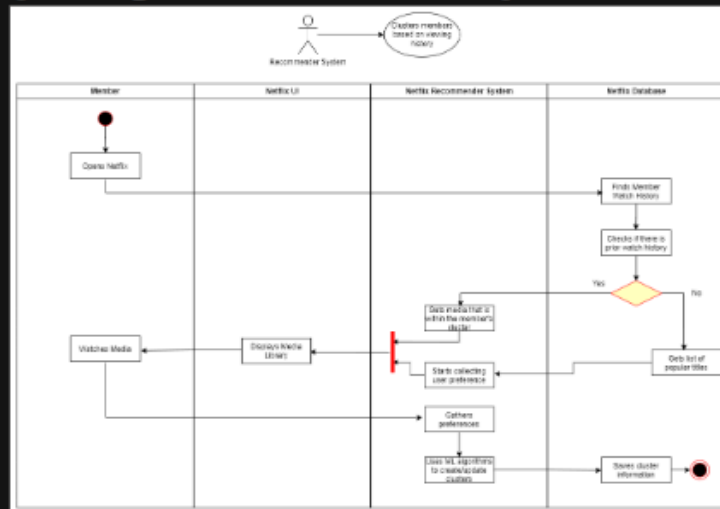 Clusters members
based on viewing
history
Recommender System
Member
Netflix UI
Netflix Recommender System
Netflix Database
Opens Netflix
Finds Member
Watch History
Checks if there is
prior watch history
Yes
No
Gets media that is
within the member's
cluster
Watches Media
Displays Media
Library
Gets list of
popular titles
Starts collecting
user preference
Gathers
preferences
Uses ML algorithms
to create/update
clusters
Saves cluster
information